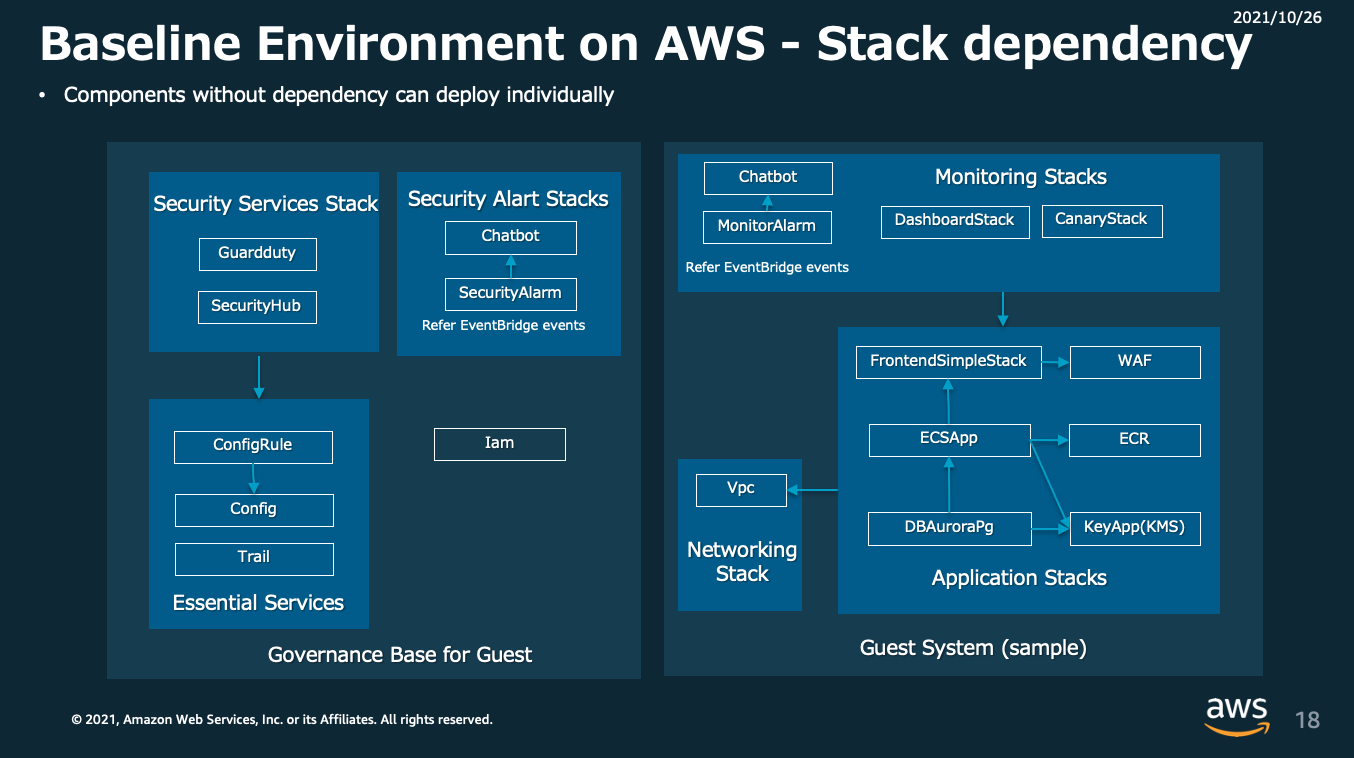 2021/10/26
Baseline Environment on AWS - Stack dependency
• Components without dependency can deploy individually
Security Services Stack
Guardduty
SecurityHub
Security Alart Stacks
Chatbot
SecurityAlarm
Refer EventBridge events
ConfigRule
Config
Trail
Essential Services
Iam
Governance Base for Guest
Chatbot
MonitorAlarm
Refer EventBridge events
Monitoring Stacks
DashboardStack
CanaryStack
FrontendSimpleStack
WAF
ECSApp
ECR
DBAuroraPg
KeyApp(KMS)
Application Stacks
Vpc
Networking
Stack
Guest System (sample)
© 2021, Amazon Web Services, Inc. or its Affiliates. All rights reserved.
aws
18